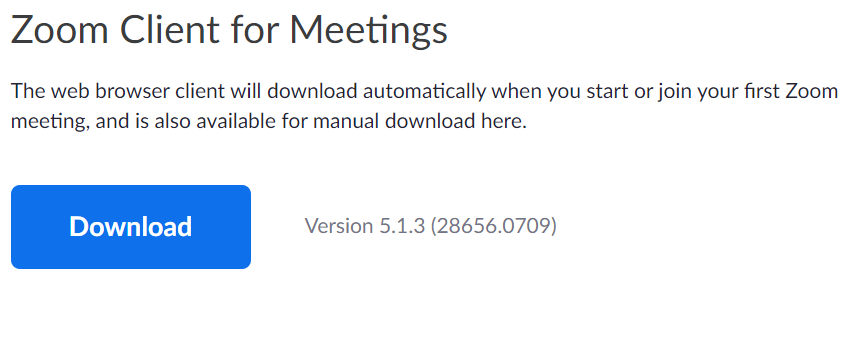 Zoom Client for Meetings
The web browser client will download automatically when you start or join your first Zoom
meeting, and is also available for manual download here.
Download
Version 5.1.3 (28656.0709)